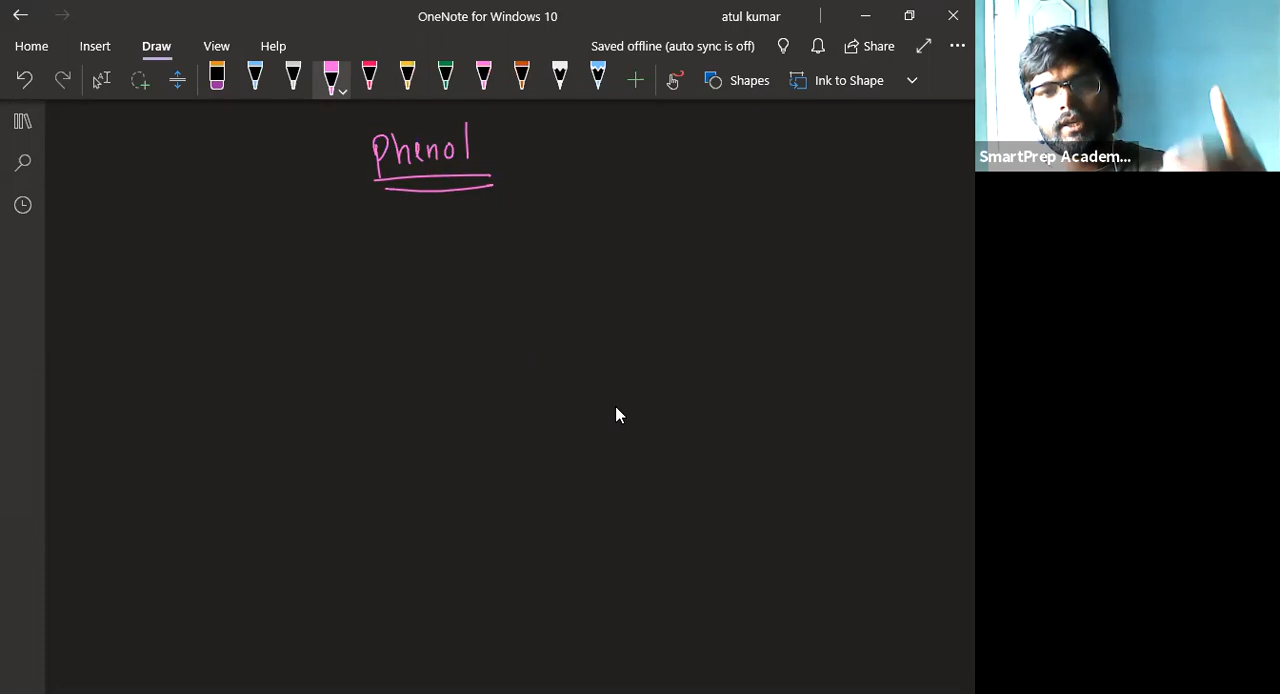 OneNote for Windows 10
atul kumar
Home Insert Draw View Help
Saved offline (auto sync is off)
Share
Shapes
Ink to Shape
SmartPrep Academ...
Phenol